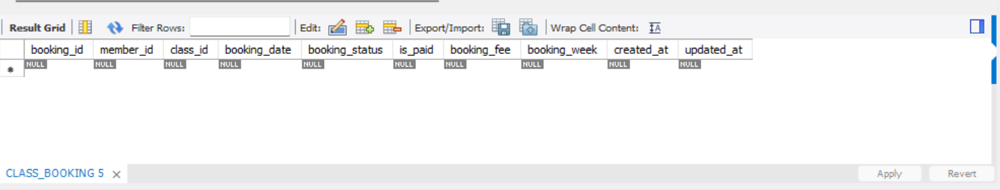 Result Grid Filter Rows: Edit: Export/Import: Wrap Cell Content: IA
booking_id member_id class_id booking_date booking_status is_paid booking_fee booking_week created_at updated_at
NULL NULL NULL NULL NULL NULL NULL NULL NULL NULL
CLASS_BOOKING 5 Apply Revert